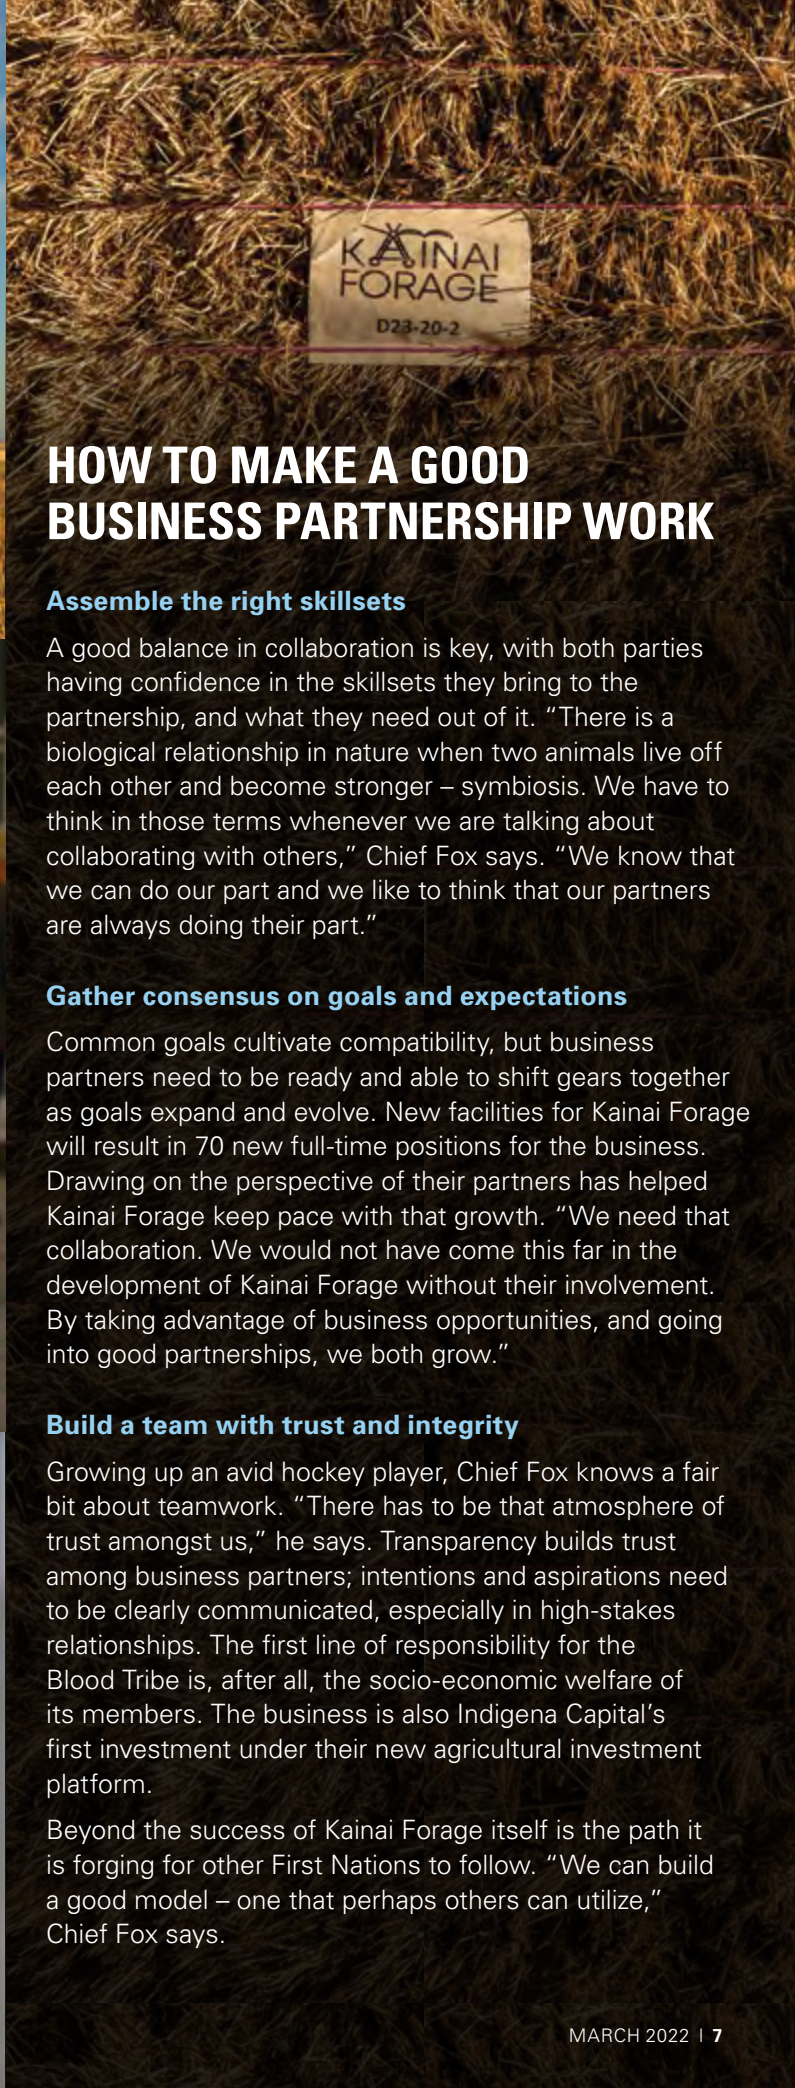 KAINAI
FORAGE
D23-20-2
HOW TO MAKE A GOOD
BUSINESS PARTNERSHIP WORK
Assemble the right skillsets
A good balance in collaboration is key, with both parties
having confidence in the skillsets they bring to the
partnership, and what they need out of it. “There is a
biological relationship in nature when two animals live off
each other and become stronger – symbiosis. We have to
think in those terms whenever we are talking about
collaborating with others,” Chief Fox says. “We know that
we can do our part and we like to think that our partners
are always doing their part.”
Gather consensus on goals and expectations
Common goals cultivate compatibility, but business
partners need to be ready and able to shift gears together
as goals expand and evolve. New facilities for Kainai Forage
will result in 70 new full-time positions for the business.
Drawing on the perspective of their partners has helped
Kainai Forage keep pace with that growth. “We need that
collaboration. We would not have come this far in the
development of Kainai Forage without their involvement.
By taking advantage of business opportunities, and going
into good partnerships, we both grow.”
Build a team with trust and integrity
Growing up an avid hockey player, Chief Fox knows a fair
bit about teamwork. “There has to be that atmosphere of
trust amongst us,” he says. Transparency builds trust
among business partners; intentions and aspirations need
to be clearly communicated, especially in high-stakes
relationships. The first line of responsibility for the
Blood Tribe is, after all, the socio-economic welfare of
its members. The business is also Indigena Capital’s
first investment under their new agricultural investment
platform.
Beyond the success of Kainai Forage itself is the path it
is forging for other First Nations to follow. “We can build
a good model – one that perhaps others can utilize,”
Chief Fox says.
MARCH 2022 | 7